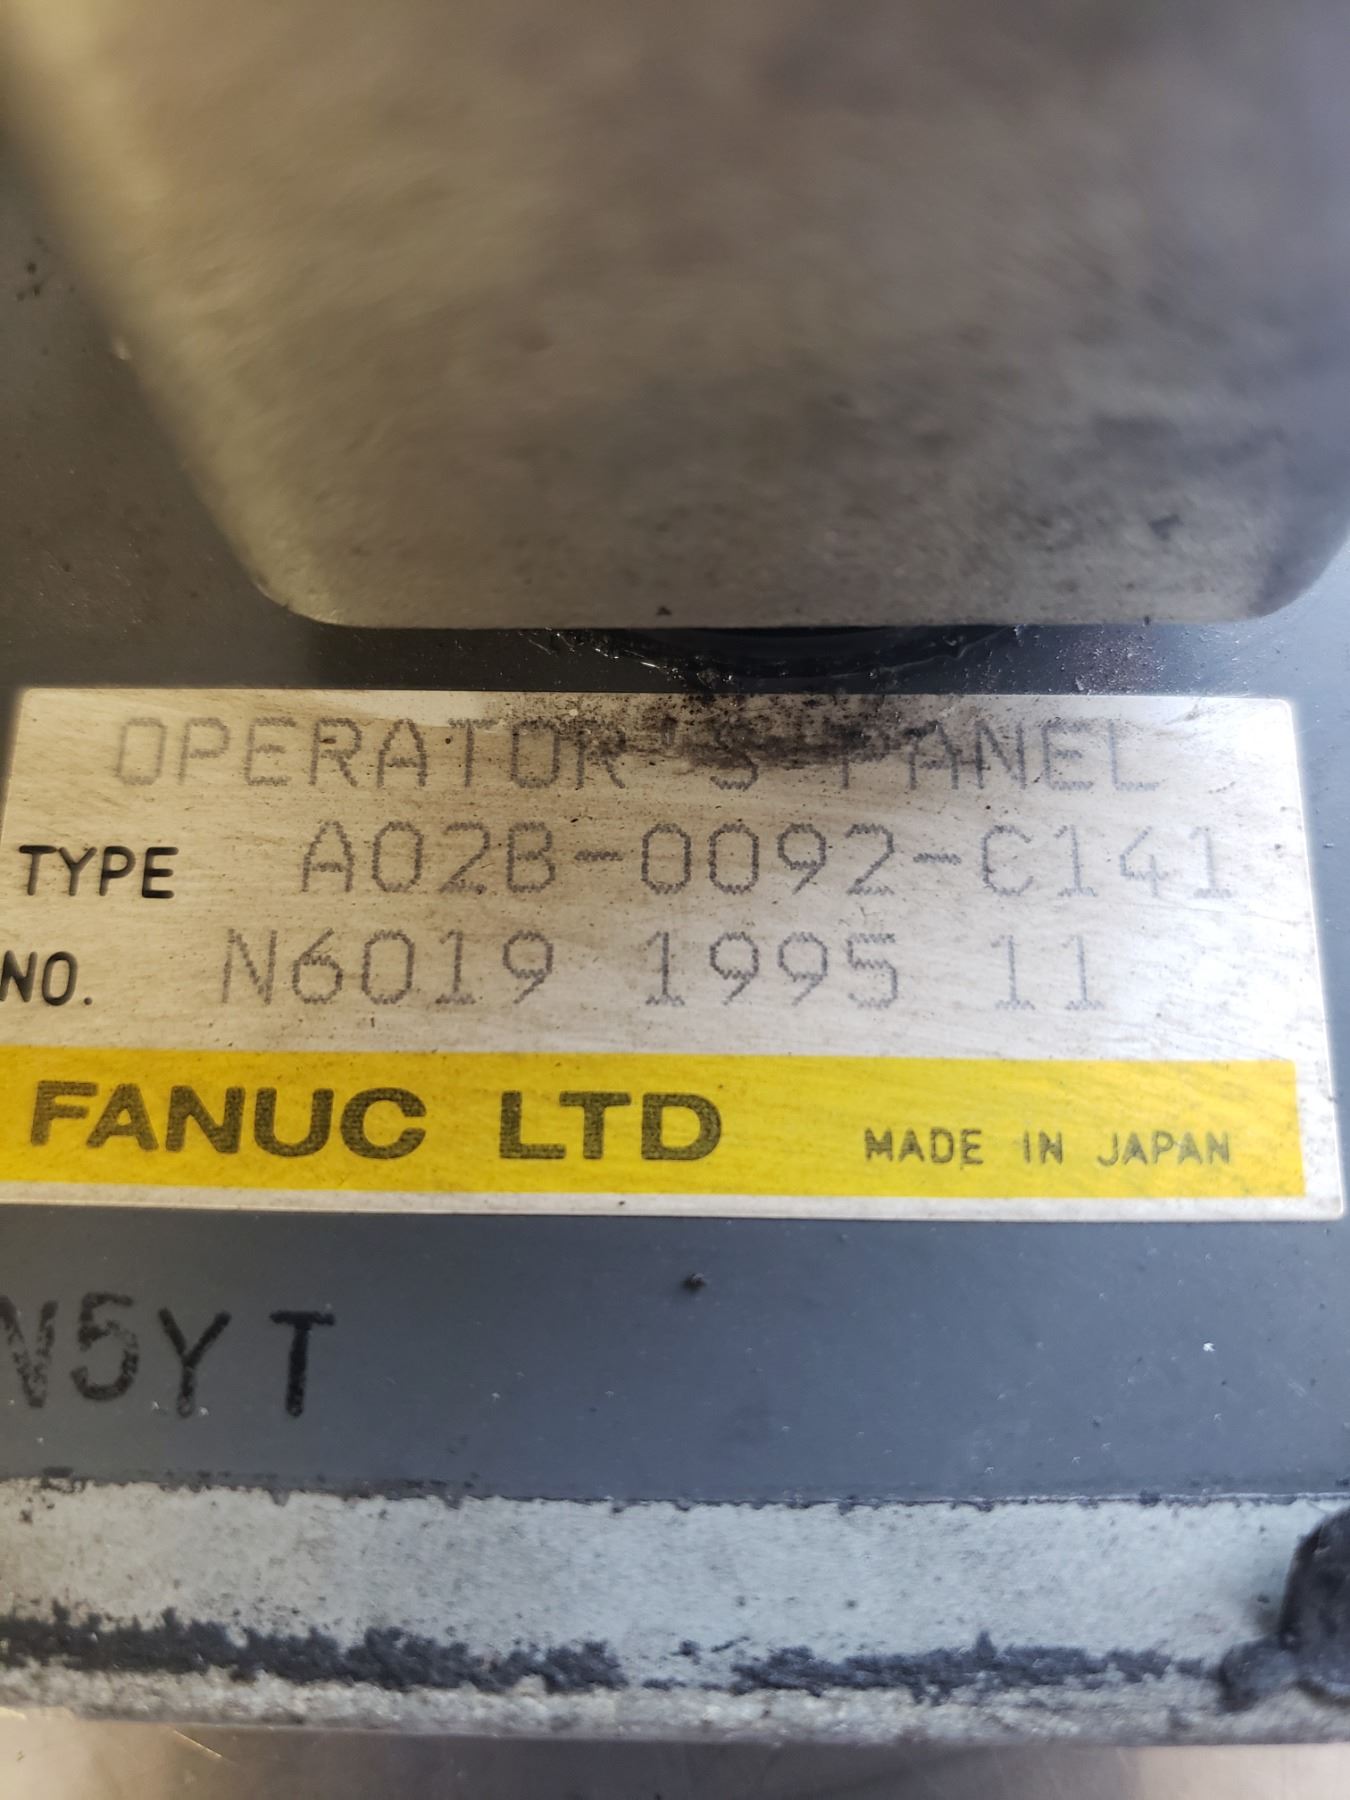 OPERATOR'S PANEL
TYPE A02B-0092-C141
NO. N6019 1995 11
FANUC LTD MADE IN JAPAN
N5YT